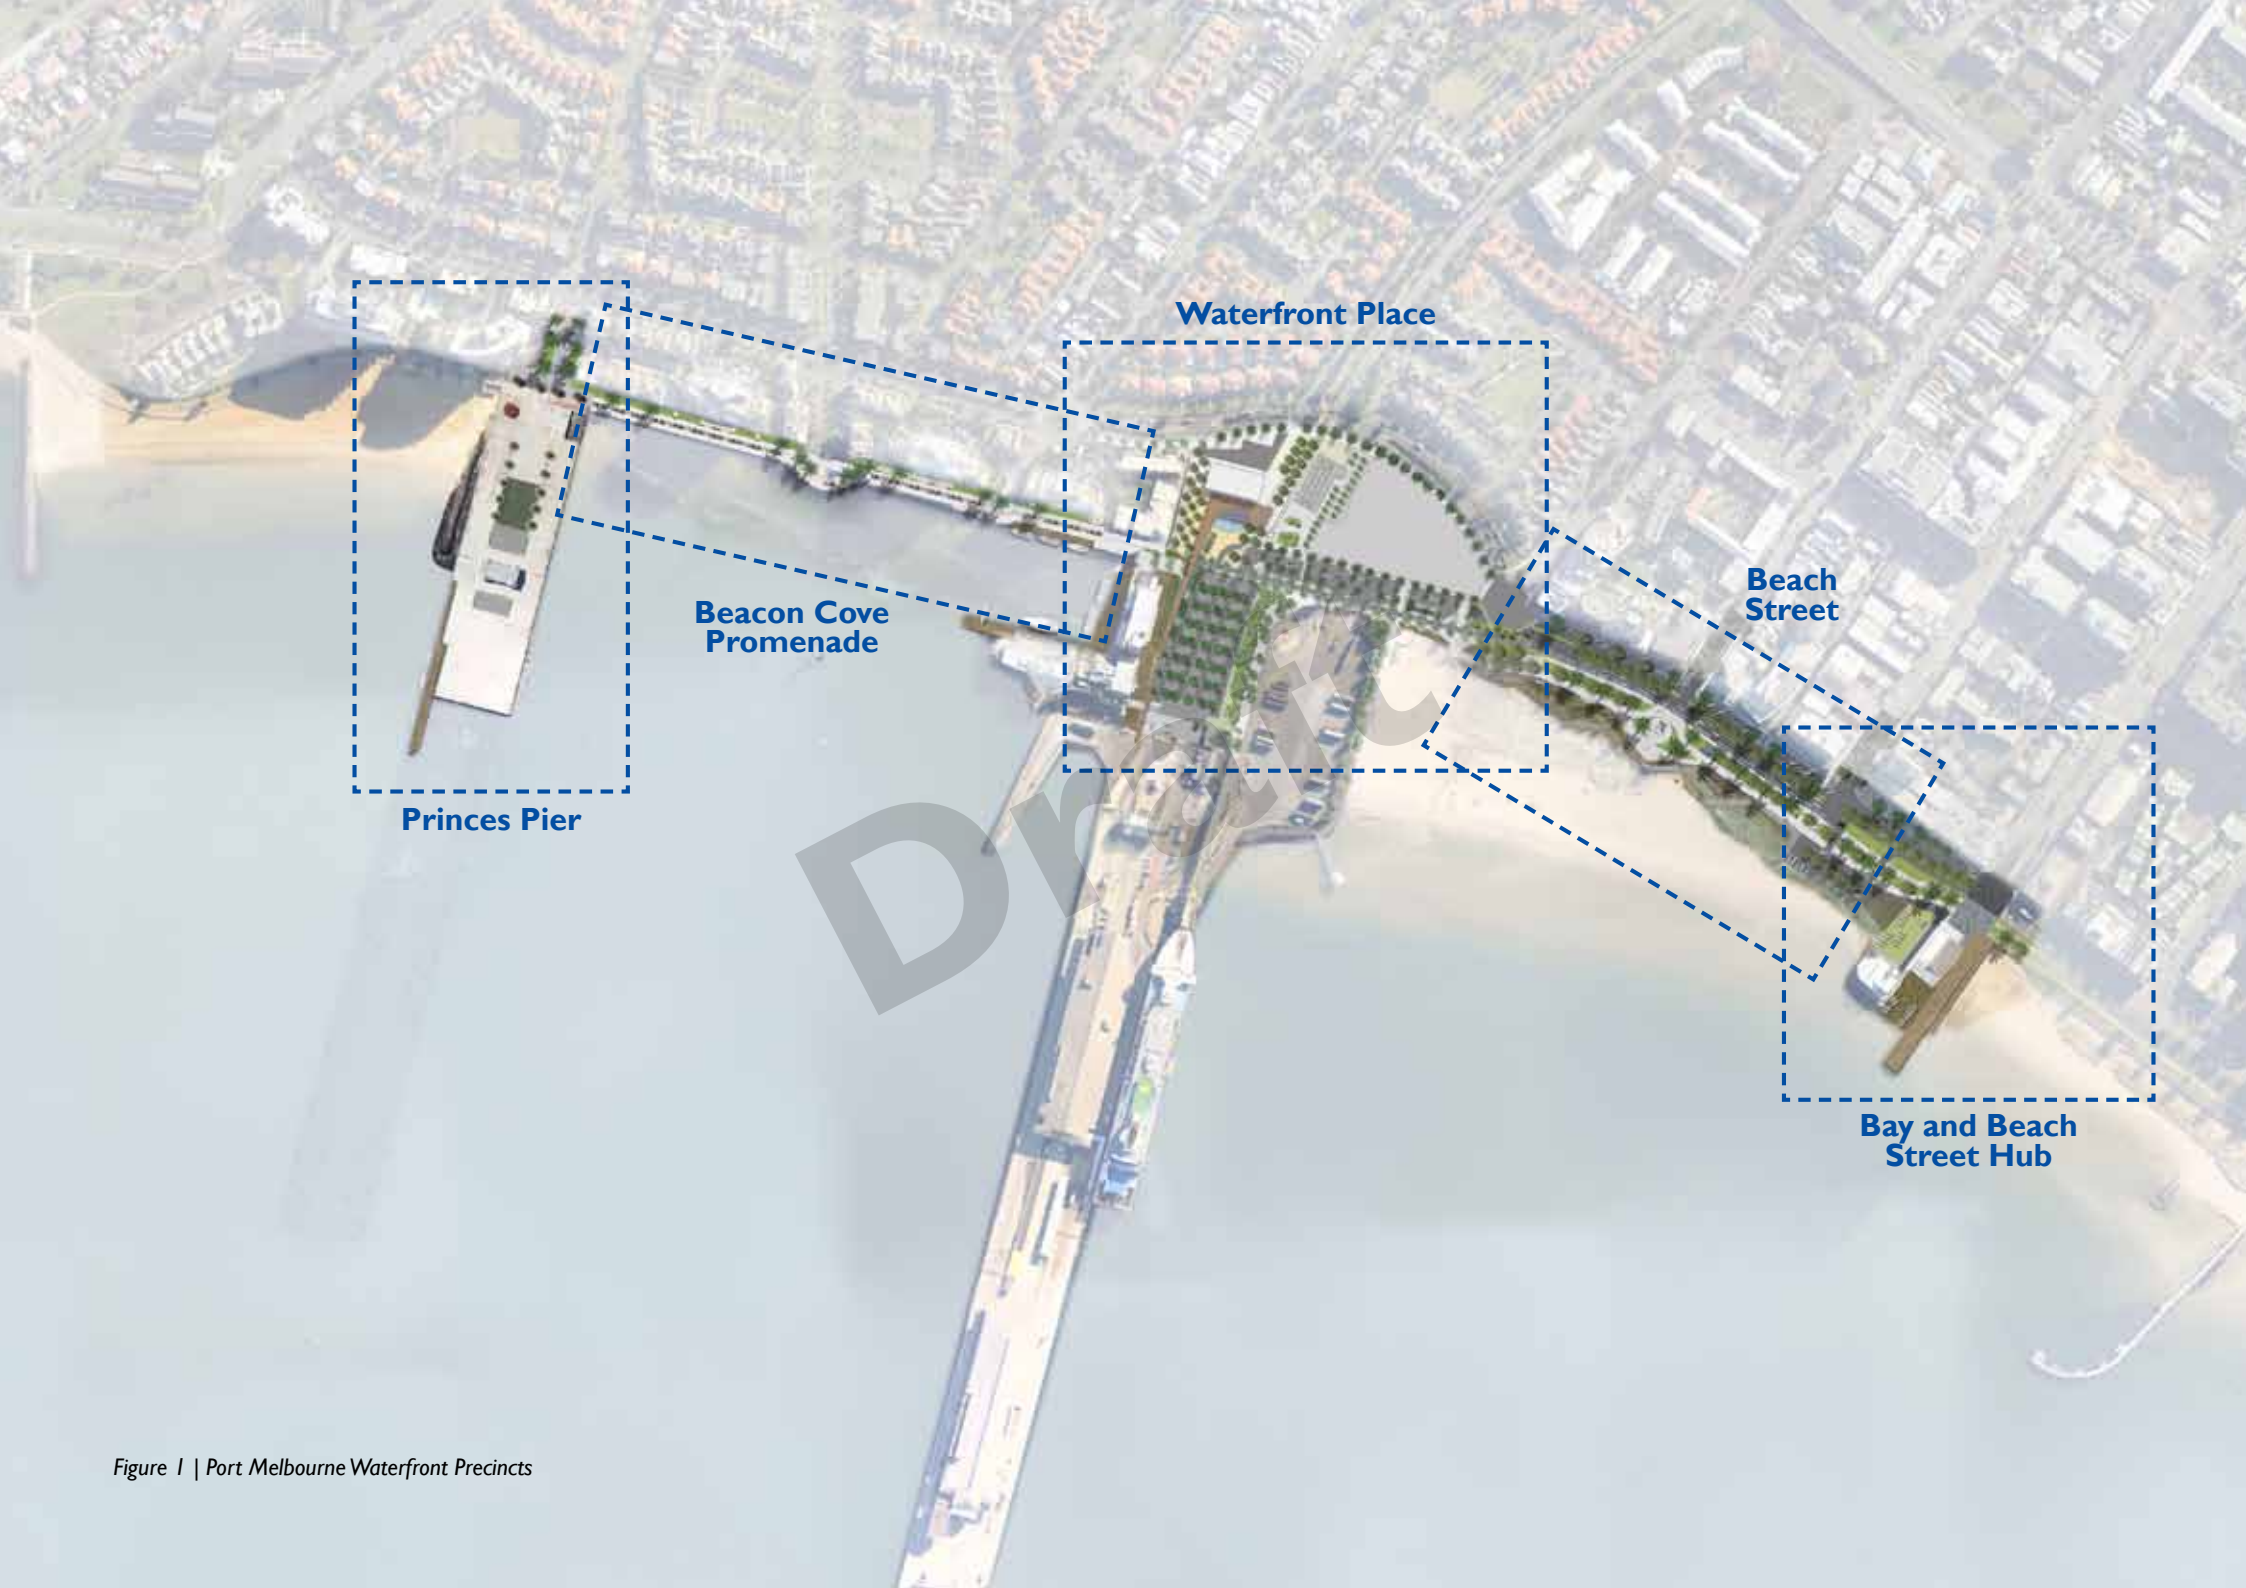 Waterfront Place
Beach
Street
Beacon Cove
Promenade
Princes Pier
Draft
Bay and Beach
Street Hub
Figure 1 | Port Melbourne Waterfront Precincts